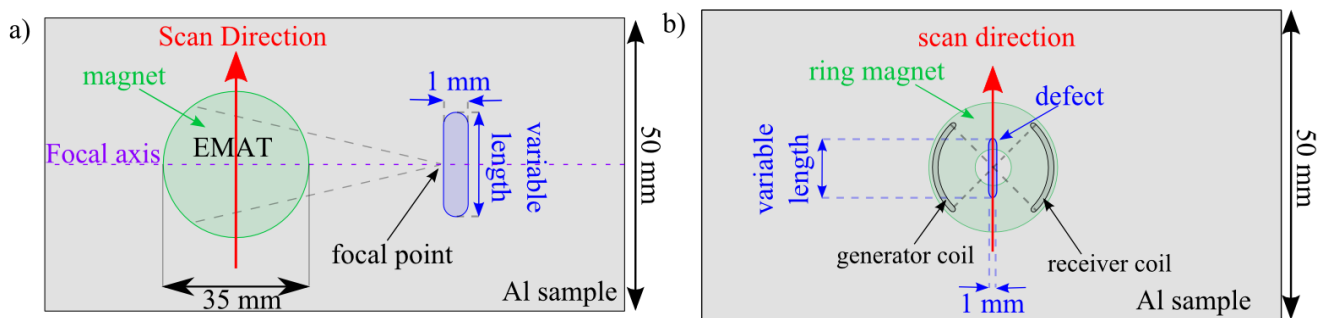 a)
Scan Direction
magnet
1 mm
EMAT
Focal axis
variable
length
focal point
35 mm
Al sample
50 mm
b)
scan direction
ring magnet
defect
variable
length
generator coil
receiver coil
1 mm
Al sample
50 mm